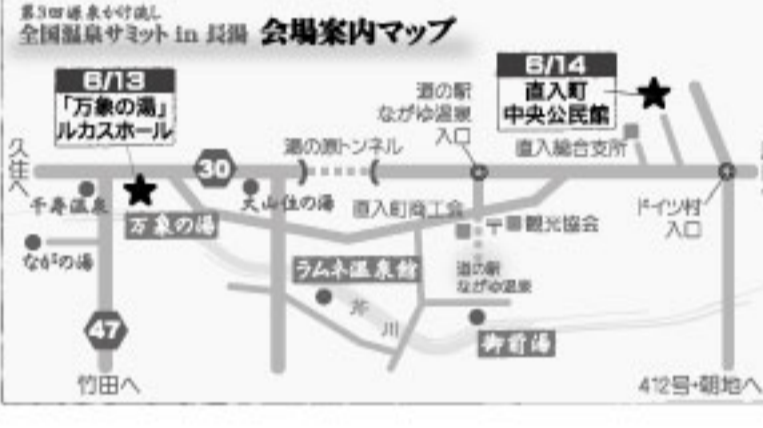 第3回源泉かけ流し
全国温泉サミット in 長湯 会場案内マップ
6/13
「万象の湯」
ルカスホール
6/14
直入町
中央公民館
道の駅
ながゆ温泉
入口
湯の源トンネル
直入総合支所
久住へ
30
千寿温泉
万象の湯
大山住の湯
直入町商工会
〒
観光協会
ドイツ村
入口
ながの湯
ラムネ温泉館
道の駅
ながゆ温泉
芹川
御前湯
47
竹田へ
412号・朝地へ